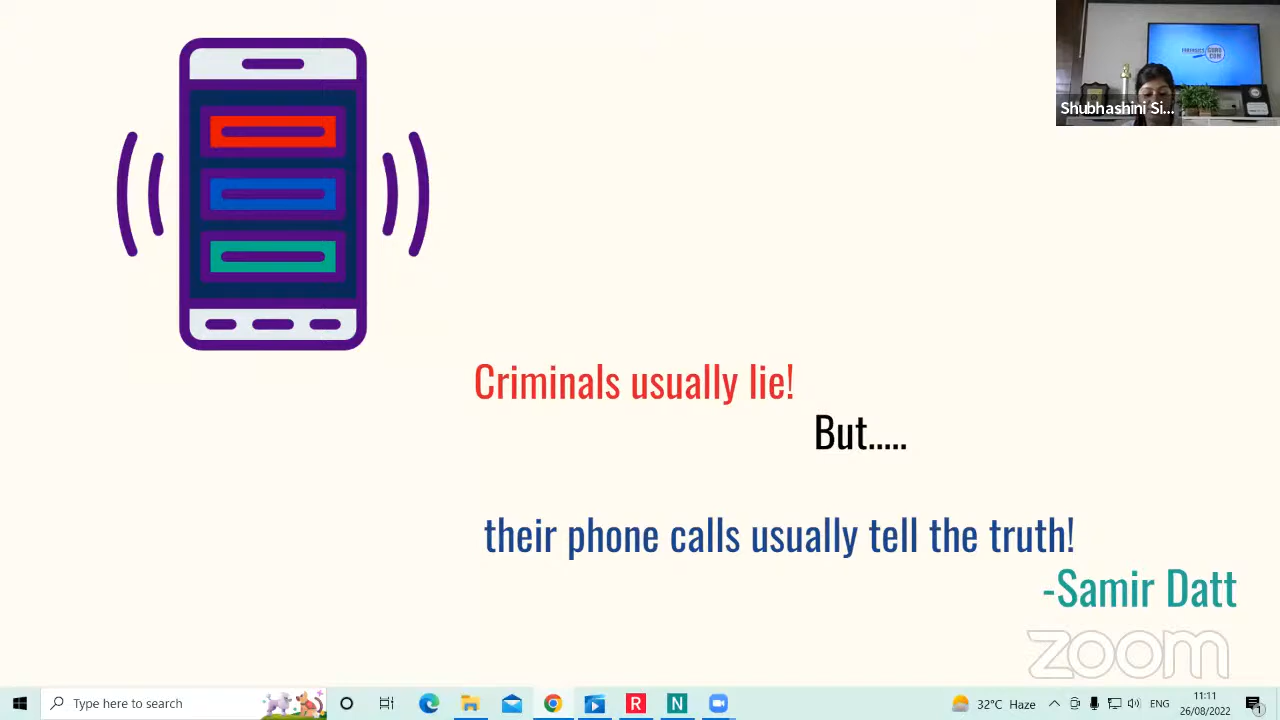 Shubhashini Si...
Criminals usually lie!
But.....
their phone calls usually tell the truth!
-Samir Datt
zoom
Type here to search
32°C Haze
ENG
11:11
26/08/2022